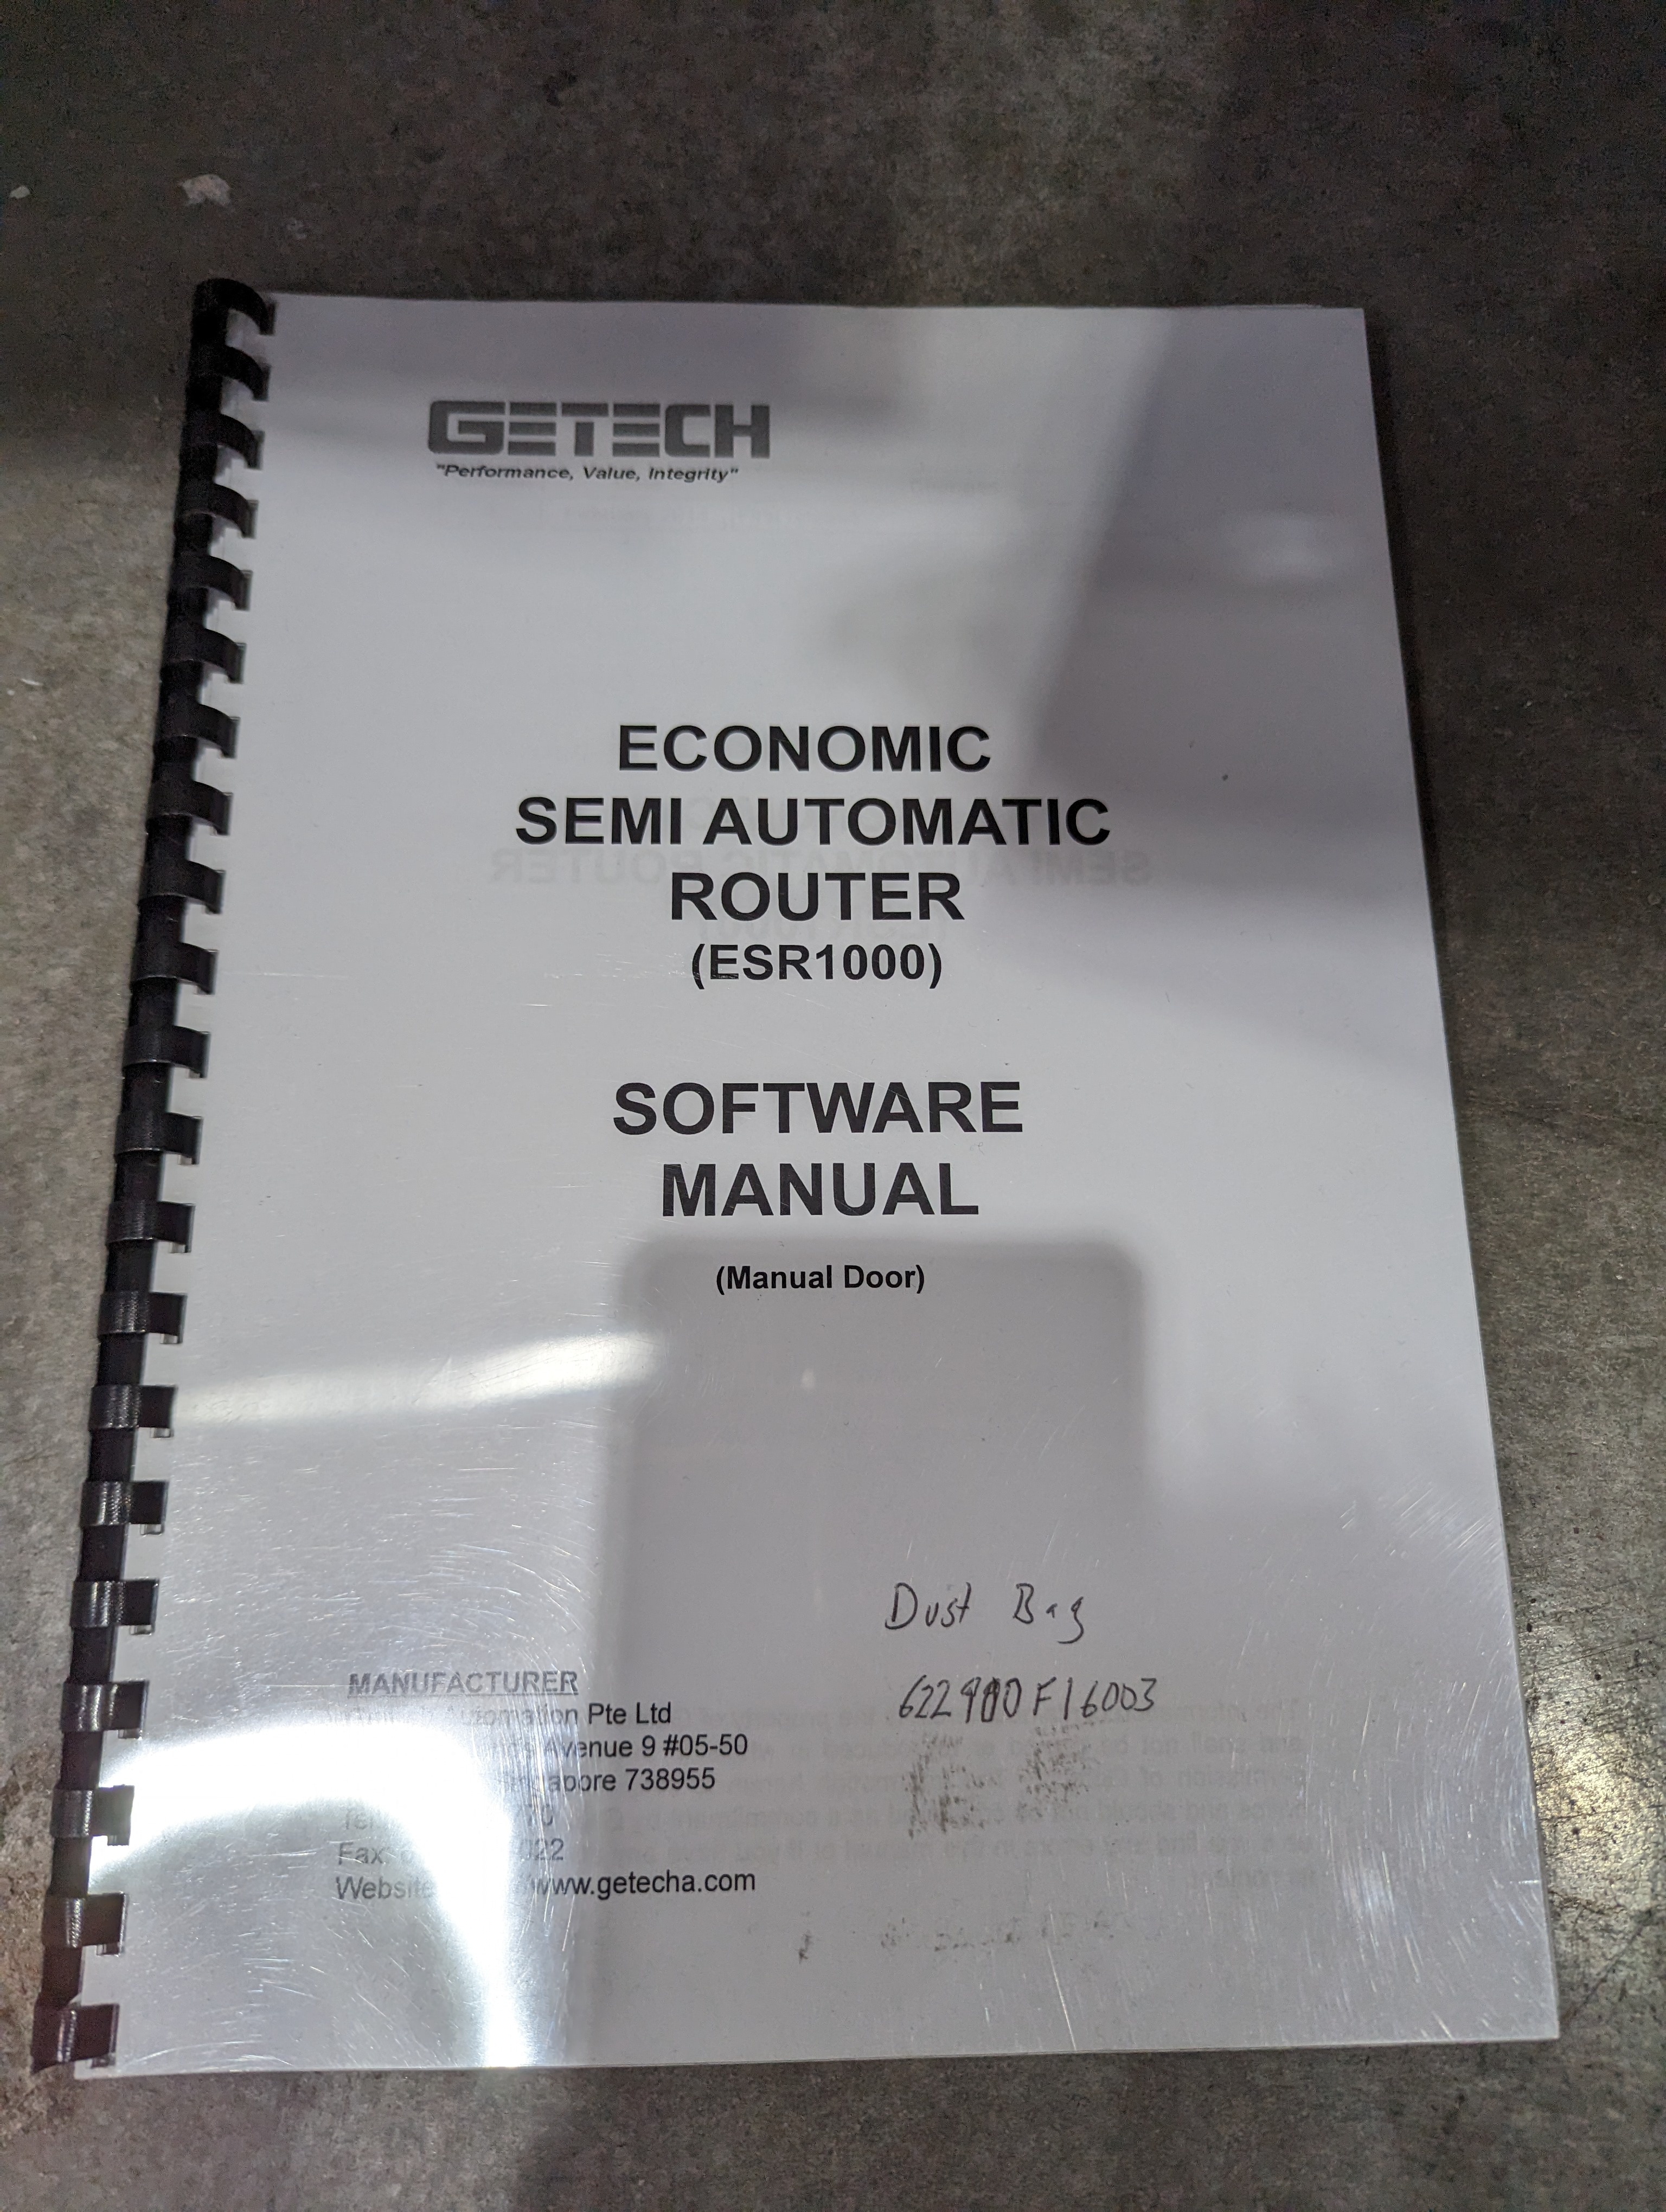 GETECH
"Performance, Value, Integrity"
ECONOMIC
SEMI AUTOMATIC
ROUTER
(ESR1000)
SOFTWARE
MANUAL
(Manual Door)
Dust Bag
MANUFACTURER
Automation Pte Ltd
Avenue 9 #05-50
738955
Fax
Website
www.getecha.com